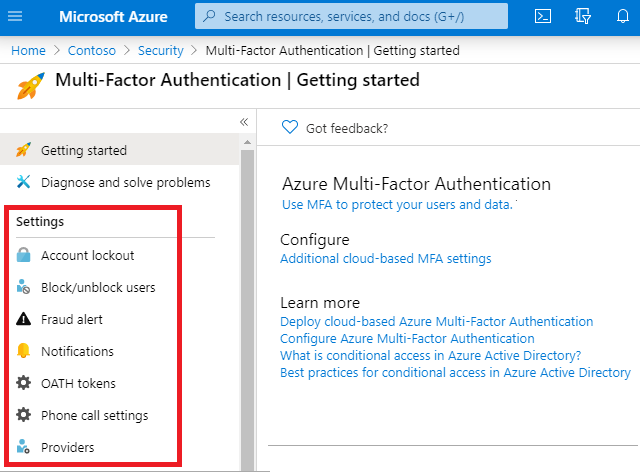 Microsoft Azure
Search resources, services, and docs (G+/)
Home > Contoso > Security > Multi-Factor Authentication | Getting started
Multi-Factor Authentication | Getting started
«
Getting started
Diagnose and solve problems
Settings
Account lockout
Block/unblock users
Fraud alert
Notifications
OATH tokens
Phone call settings
Providers
Got feedback?
Azure Multi-Factor Authentication
Use MFA to protect your users and data.
Configure
Additional cloud-based MFA settings
Learn more
Deploy cloud-based Azure Multi-Factor Authentication
Configure Azure Multi-Factor Authentication
What is conditional access in Azure Active Directory?
Best practices for conditional access in Azure Active Directory